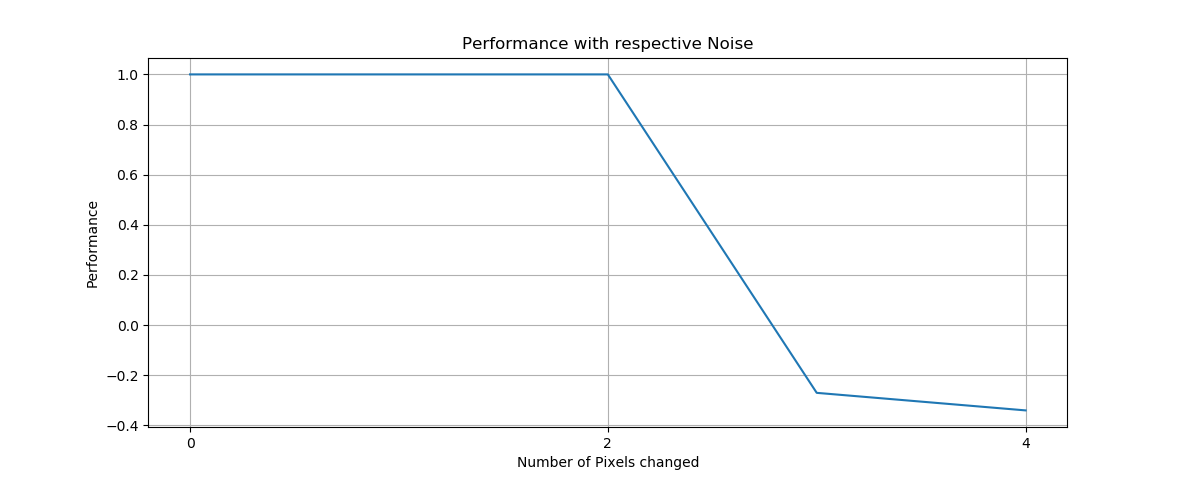 Performance with respective Noise
Performance
1.0
0.8
0.6
0.4
0.2
0.0
−0.2
−0.4
0 2 4
Number of Pixels changed